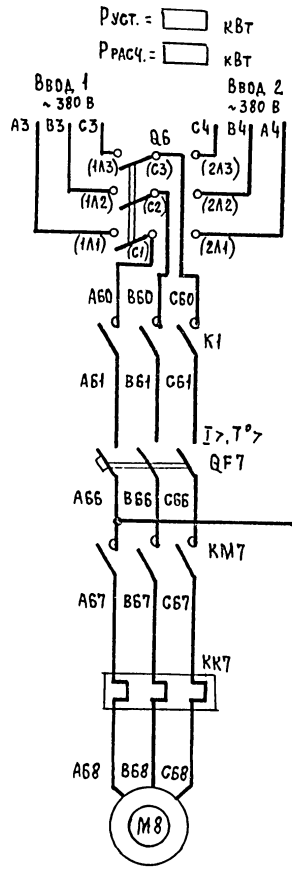 Pуст. = кВт
Pрасч. = кВт
Ввод 1 Ввод 2
~ 380 В ~ 380 В
А3 В3 С3 Q6 С4 В4 А4
(1Л3) (С3) (2Л3)
(1Л2) (С2) (2Л2)
(1Л1) (С1) (2Л1)
А60 В60 С60
К1
А61 В61 С61
I>, T°>
QF7
А66 В66 С66
КМ7
А67 В67 С67
КК7
А68 В68 С68
М8